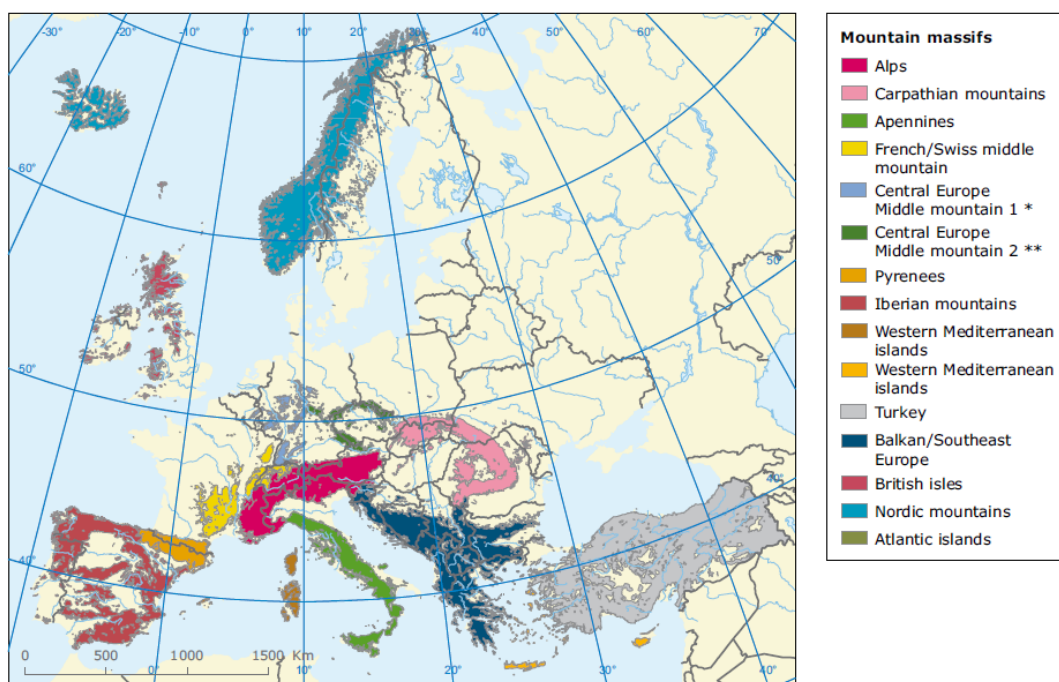 -30° -20° -10° 0° 10° 20° 30° 40° 50° 60° 70°
60°
50°
50°
40°
40°
0 500 1000 1500 Km
0° 10° 20° 30° 40°
Mountain massifs
Alps
Carpathian mountains
Apennines
French/Swiss middle
mountain
Central Europe
Middle mountain 1 *
Central Europe
Middle mountain 2 **
Pyrenees
Iberian mountains
Western Mediterranean
islands
Western Mediterranean
islands
Turkey
Balkan/Southeast
Europe
British isles
Nordic mountains
Atlantic islands